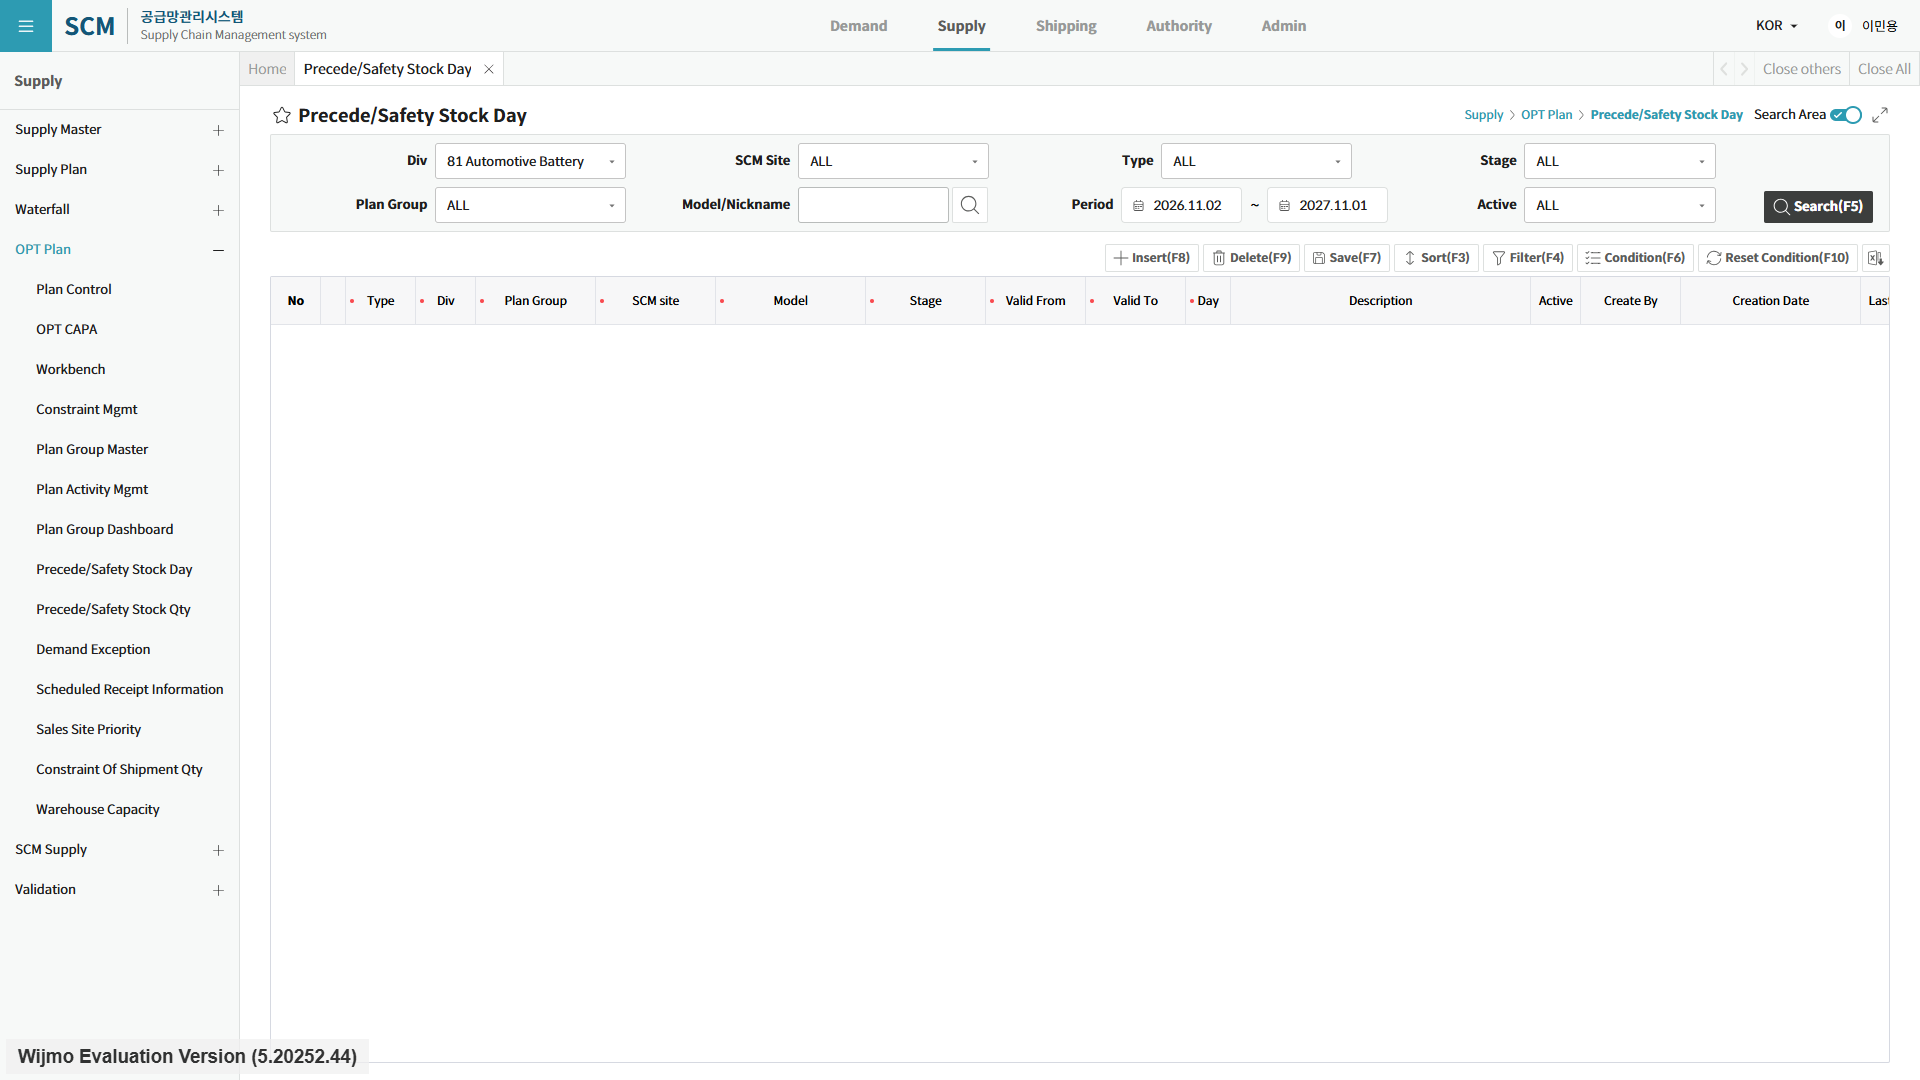 SCM
공급망관리시스템
Supply Chain Management system
Demand
Supply
Shipping
Authority
Admin
KOR
이
이민용
Supply
Home
Precede/Safety Stock Day
Close others
Close All
Supply Master
Supply Plan
Waterfall
OPT Plan
Plan Control
OPT CAPA
Workbench
Constraint Mgmt
Plan Group Master
Plan Activity Mgmt
Plan Group Dashboard
Precede/Safety Stock Day
Precede/Safety Stock Qty
Demand Exception
Scheduled Receipt Information
Sales Site Priority
Constraint Of Shipment Qty
Warehouse Capacity
SCM Supply
Validation
Precede/Safety Stock Day
Supply > OPT Plan > Precede/Safety Stock Day
Search Area
Div 81 Automotive Battery
SCM Site ALL
Type ALL
Stage ALL
Plan Group ALL
Model/Nickname
Period 2026.11.02 ~ 2027.11.01
Active ALL
Search(F5)
Insert(F8)
Delete(F9)
Save(F7)
Sort(F3)
Filter(F4)
Condition(F6)
Reset Condition(F10)
No
Type
Div
Plan Group
SCM site
Model
Stage
Valid From
Valid To
Day
Description
Active
Create By
Creation Date
Las
Wijmo Evaluation Version (5.20252.44)